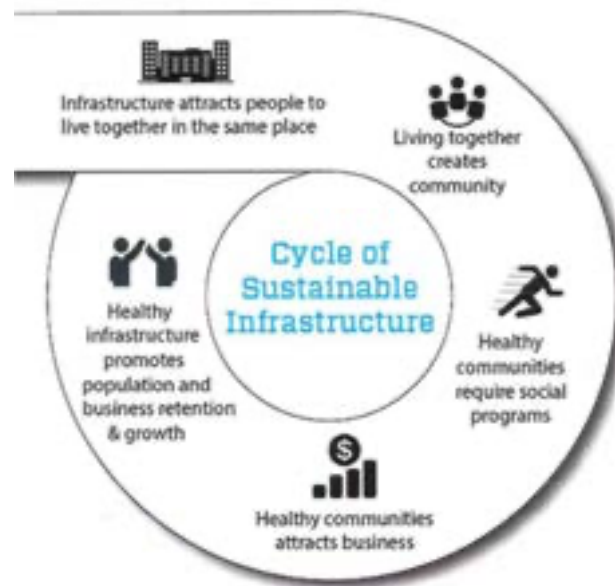 Infrastructure attracts people to
live together in the same place
Living together
creates
community
Healthy
communities
require social
programs
$
Healthy communities
attracts business
Healthy
infrastructure
promotes
population and
business retention
& growth
Cycle of
Sustainable
Infrastructure